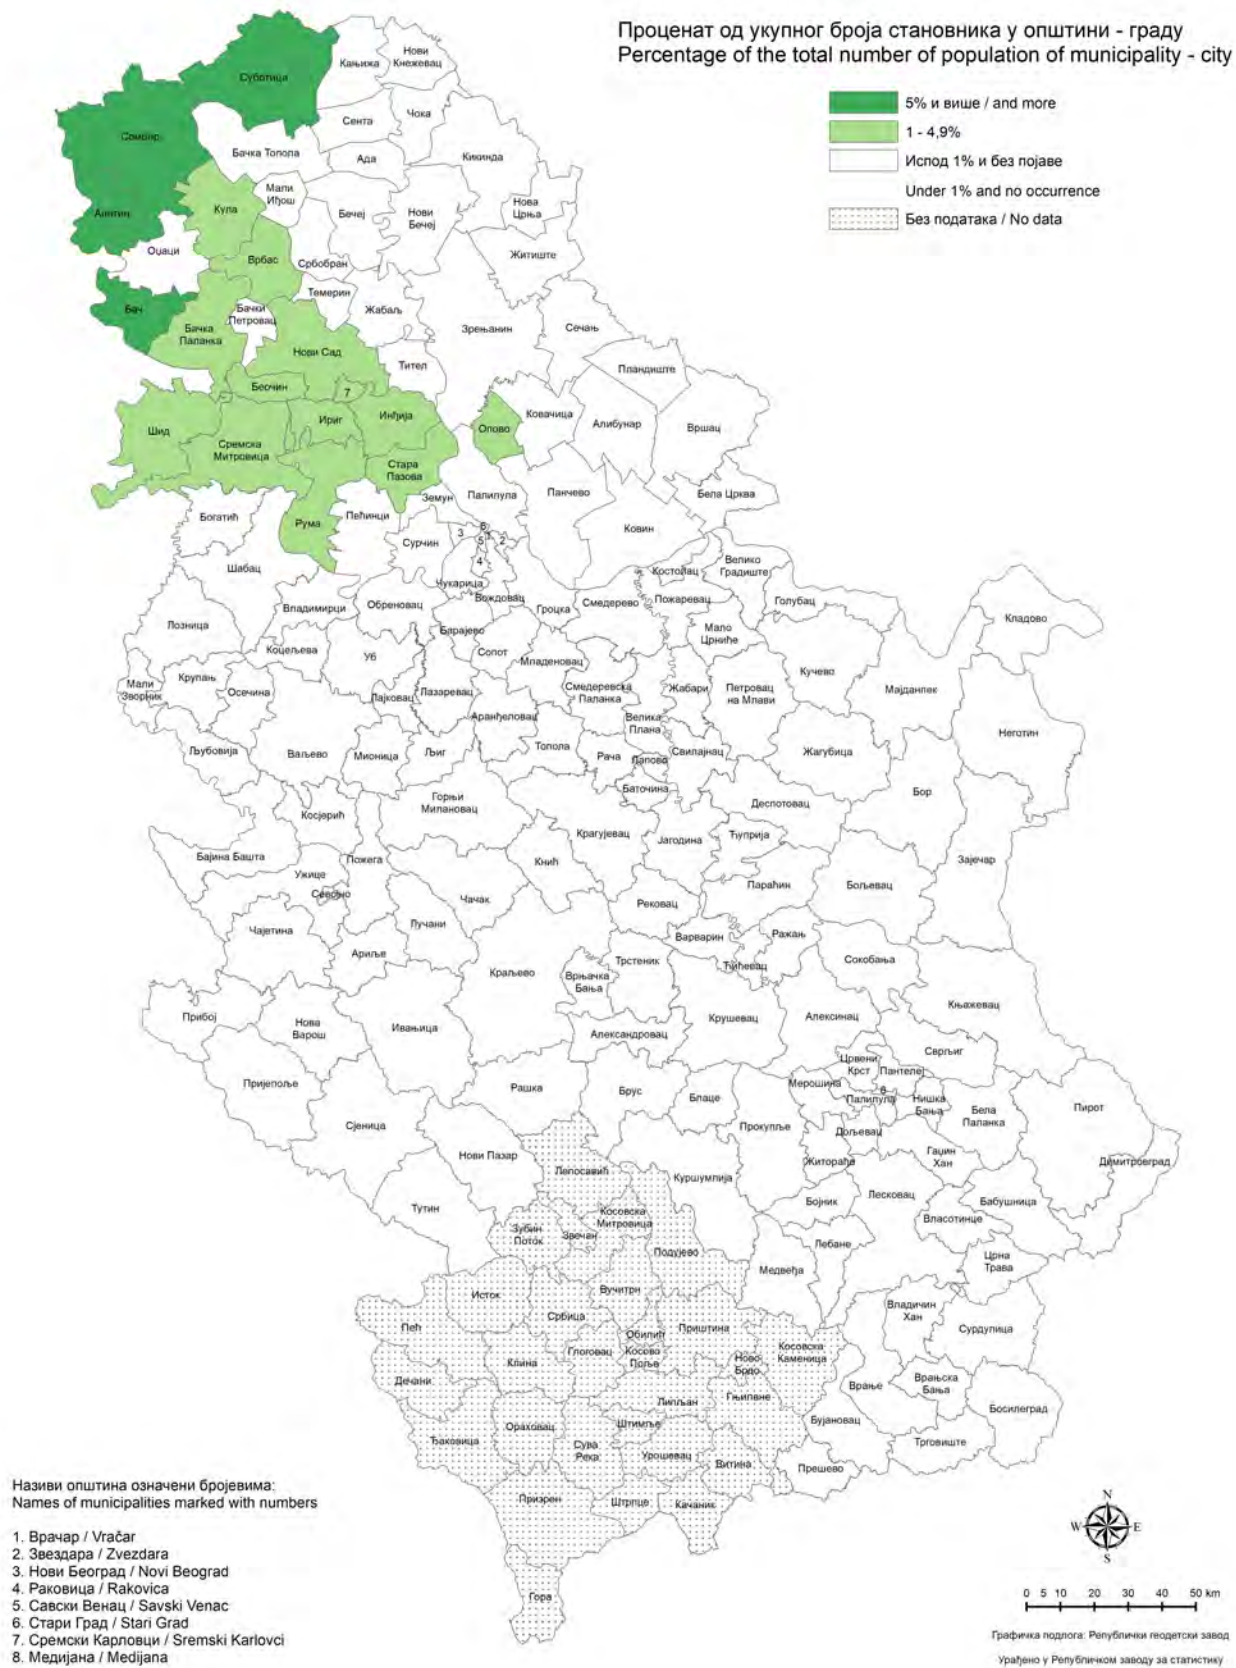 Проценат од укупног броја становника у општини - граду
Percentage of the total number of population of municipality - city
5% и више / and more
1 - 4,9%
Испод 1% и без појаве
Under 1% and no occurrence
Без података / No data
Суботица
Кањижа
Нови
Кнежевац
Сомбор
Сента
Чока
Бачка Топола
Ада
Кикинда
Мали
Иђош
Апатин
Кула
Бечеј
Нови
Бечеј
Нова
Црња
Оџаци
Врбас
Србобран
Житиште
Бач
Темерин
Бачки
Петровац
Жабаљ
Бачка
Паланка
Зрењанин
Сечањ
Нови Сад
Тител
Пландиште
Беочин
7
Шид
Сремска
Митровица
Ириг
Инђија
Опово
Ковачица
Алибунар
Вршац
Стара
Пазова
Земун
Палилула
Панчево
Бела Црква
Богатић
Рума
Пећинци
Сурчин
3
6
5
1
2
4
Ковин
Шабац
Чукарица
Костолац
Велико
Градиште
Владимирци
Обреновац
Вождовац
Гроцка
Смедерево
Пожаревац
Голубац
Лозница
Барајево
Мало
Црниће
Кладово
Коцељева
Уб
Сопот
Младеновац
Мали
Зворник
Крупањ
Осечина
Лајковац
Лазаревац
Смедеревска
Паланка
Жабари
Петровац
на Млави
Кучево
Мајданпек
Аранђеловац
Велика
Плана
Љубовија
Ваљево
Мионица
Љиг
Топола
Рача
Лапово
Свилајнац
Жагубица
Неготин
Баточина
Бор
Косјерић
Горњи
Милановац
Деспотовац
Крагујевац
Јагодина
Ћуприја
Бајина Башта
Пожега
Кнић
Зајечар
Ужице
Севојно
Параћин
Бољевац
Чачак
Рековац
Чајетина
Лучани
Ариље
Варварин
Ражањ
Сокобања
Краљево
Врњачка
Бања
Трстеник
Ћићевац
Прибој
Нова
Варош
Ивањица
Александровац
Крушевац
Алексинац
Књажевац
Пријепоље
Рашка
Брус
Блаце
Мерошина
Црвени
Крст
Пантелеј
Сврљиг
8
Палилула
Нишка
Бања
Бела
Паланка
Пирот
Сјеница
Прокупље
Дољевац
Нови Пазар
Лепосавић
Куршумлија
Житорађа
Гаџин
Хан
Димитровград
Тутин
Косовска
Митровица
Бојник
Лесковац
Бабушница
Власотинце
Зубин
Поток
Звечан
Подујево
Медвеђа
Лебане
Црна
Трава
Исток
Вучитрн
Србица
Владичин
Хан
Сурдулица
Пећ
Обилић
Приштина
Косовска
Каменица
Клина
Глоговац
Косово
Поље
Ново
Брдо
Дечани
Врање
Врањска
Бања
Босилеград
Липљан
Гњилане
Ораховац
Штимље
Бујановац
Ђаковица
Сува
Река
Урошевац
Витина
Прешево
Трговиште
Призрен
Штрпце
Качаник
Гора
Називи општина означени бројевима:
Names of municipalities marked with numbers
1. Врачар / Vračar
2. Звездара / Zvezdara
3. Нови Београд / Novi Beograd
4. Раковица / Rakovica
5. Савски Венац / Savski Venac
6. Стари Град / Stari Grad
7. Сремски Карловци / Sremski Karlovci
8. Медијана / Medijana
N
W
E
S
0 5 10 20 30 40 50 km
Графичка подлога: Републички геодетски завод
Урађено у Републичком заводу за статистику